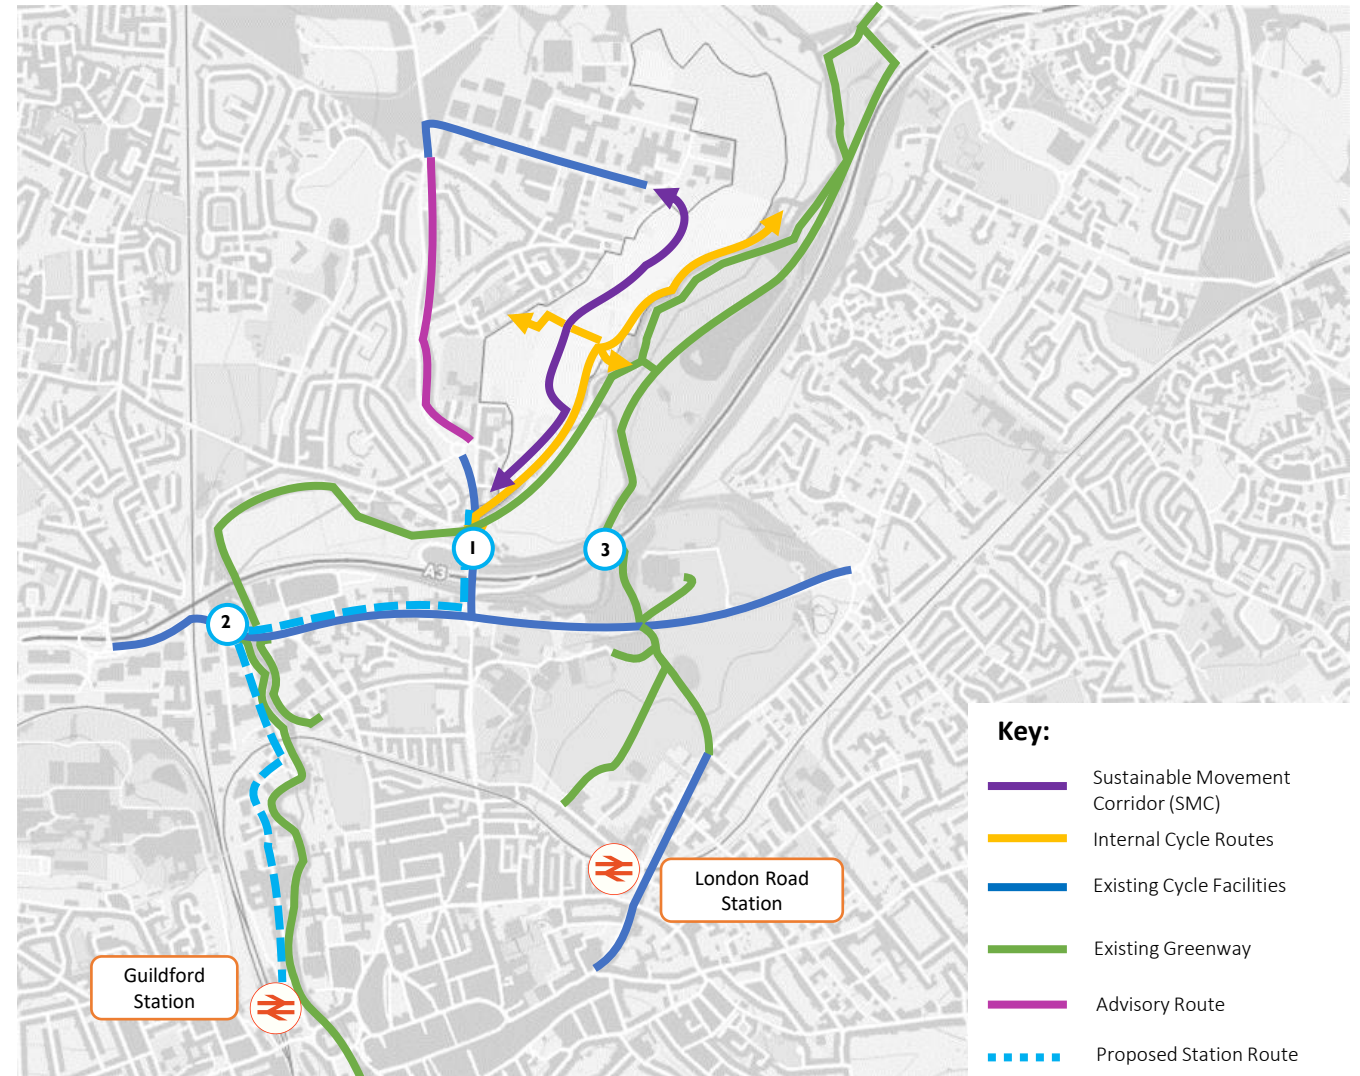 A3
1
2
3
London Road
Station
Guildford
Station
Key:
Sustainable Movement
Corridor (SMC)
Internal Cycle Routes
Existing Cycle Facilities
Existing Greenway
Advisory Route
Proposed Station Route